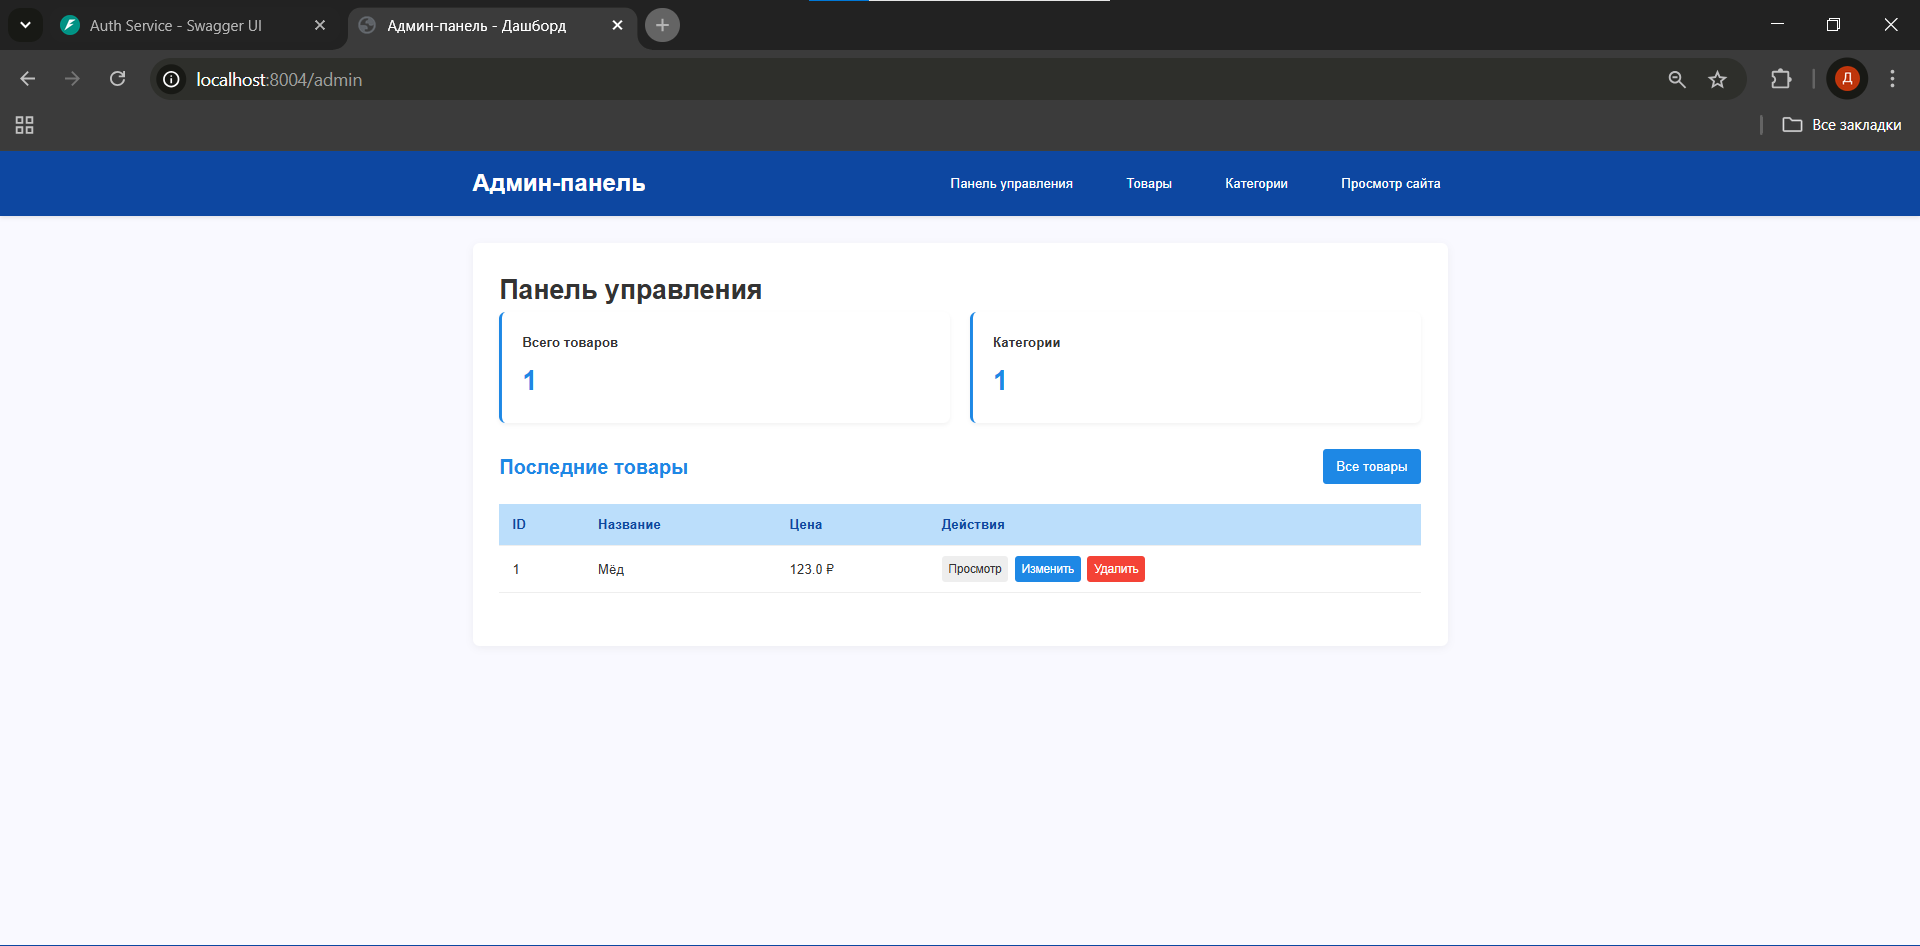 Auth Service - Swagger UI
Админ-панель - Дашборд
localhost:8004/admin
Д
Все закладки
Админ-панель
Панель управления
Товары
Категории
Просмотр сайта
Панель управления
Всего товаров
1
Категории
1
Последние товары
Все товары
ID Название Цена Действия
1 Мёд 123.0 ₽ Просмотр Изменить Удалить